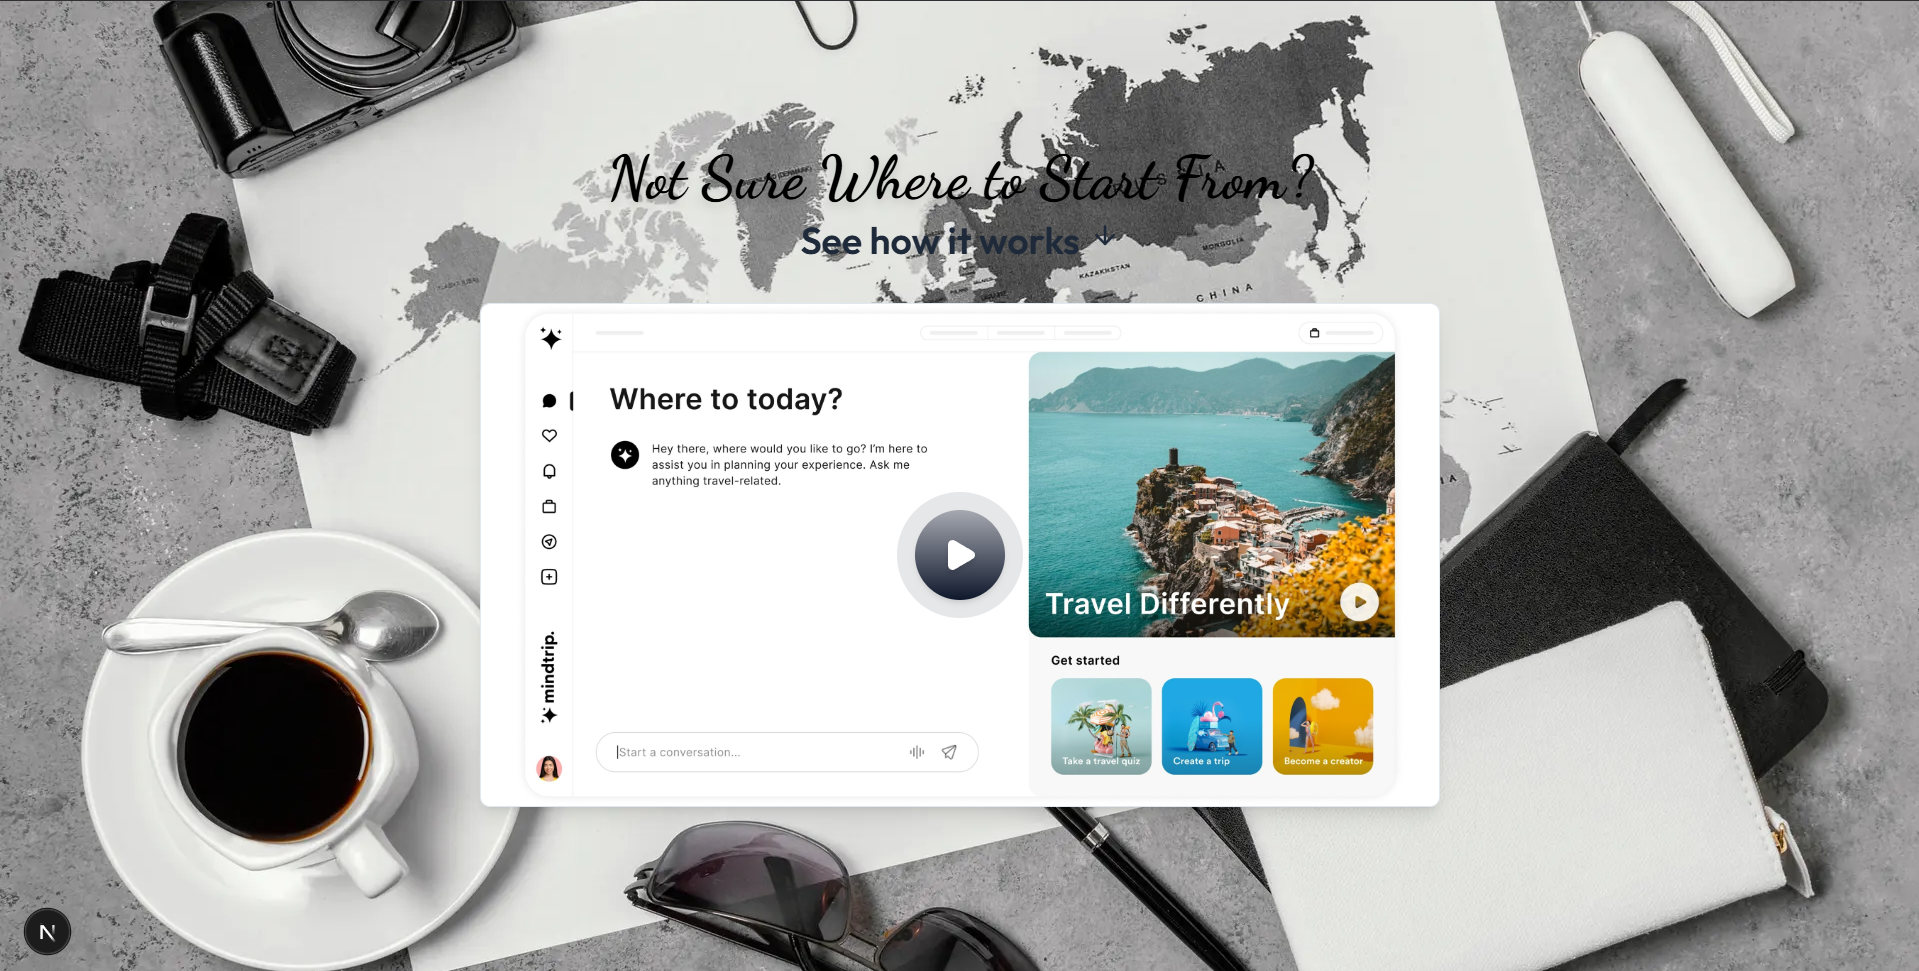 Not Sure Where to Start From?
See how it works
MONGOLIA
KAZAKHSTAN
CHINA
Where to today?
Hey there, where would you like to go? I'm here to
assist you in planning your experience. Ask me
anything travel-related.
Travel Differently
Get started
Take a travel quiz
Create a trip
Become a creator
mindtrip.
Start a conversation...
N